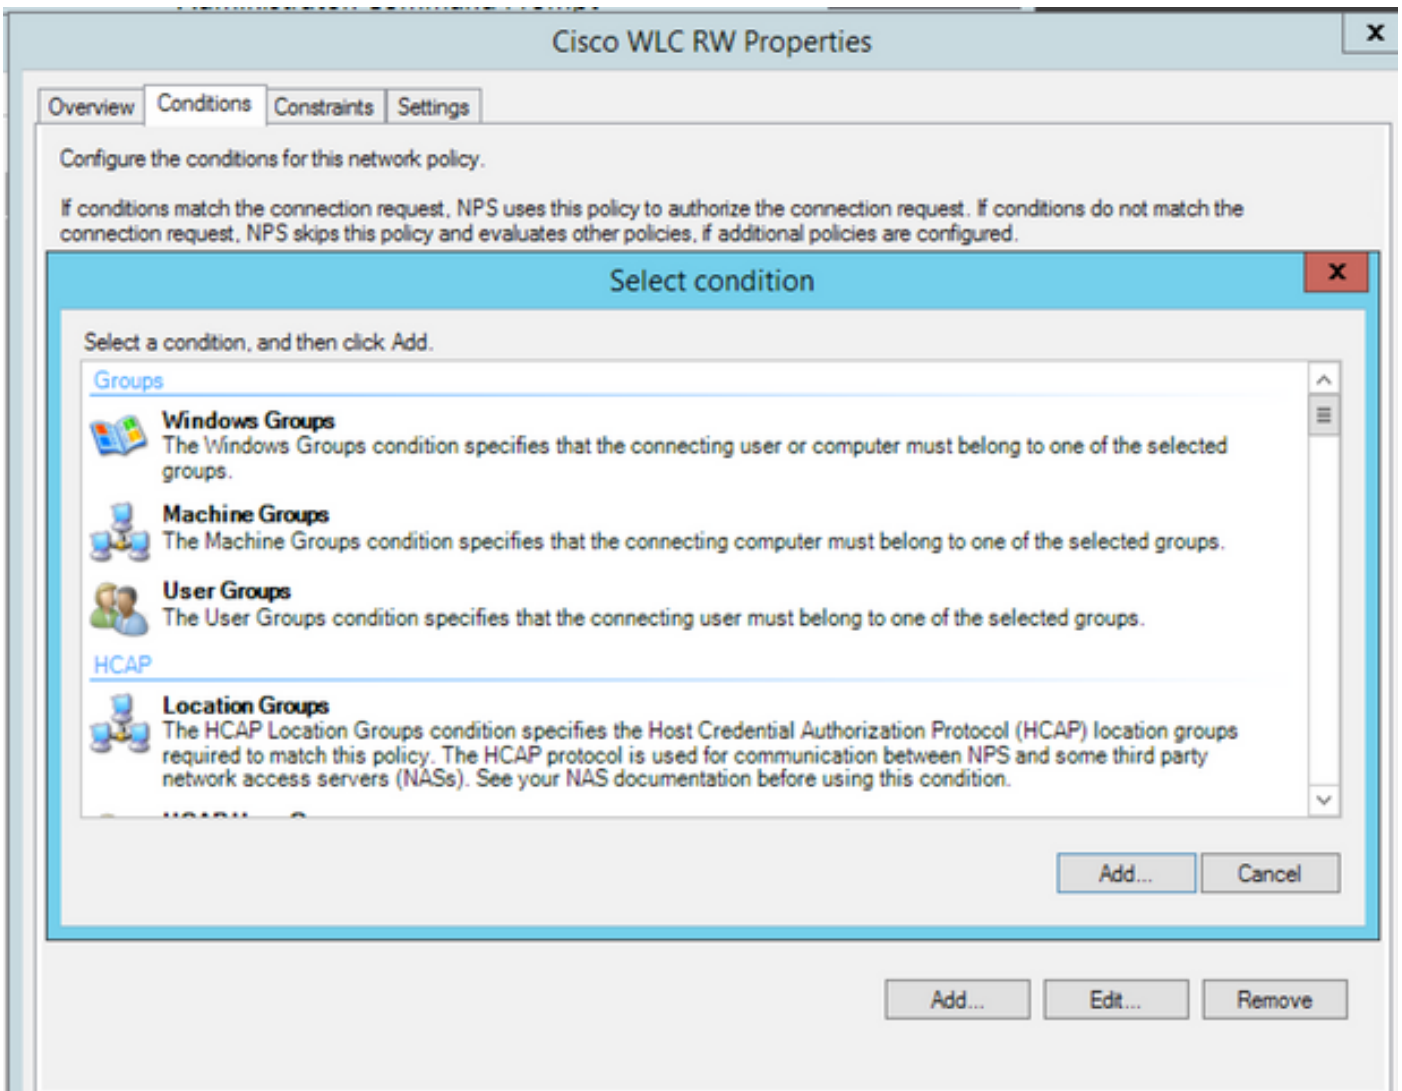 Administrator: Command Prompt
Cisco WLC RW Properties
x
Overview Conditions Constraints Settings
Configure the conditions for this network policy.
If conditions match the connection request, NPS uses this policy to authorize the connection request. If conditions do not match the
connection request, NPS skips this policy and evaluates other policies, if additional policies are configured.
Select condition
x
Select a condition, and then click Add.
Groups
Windows Groups
The Windows Groups condition specifies that the connecting user or computer must belong to one of the selected
groups.
Machine Groups
The Machine Groups condition specifies that the connecting computer must belong to one of the selected groups.
User Groups
The User Groups condition specifies that the connecting user must belong to one of the selected groups.
HCAP
Location Groups
The HCAP Location Groups condition specifies the Host Credential Authorization Protocol (HCAP) location groups
required to match this policy. The HCAP protocol is used for communication between NPS and some third party
network access servers (NASs). See your NAS documentation before using this condition.
Add... Cancel
Add... Edit... Remove